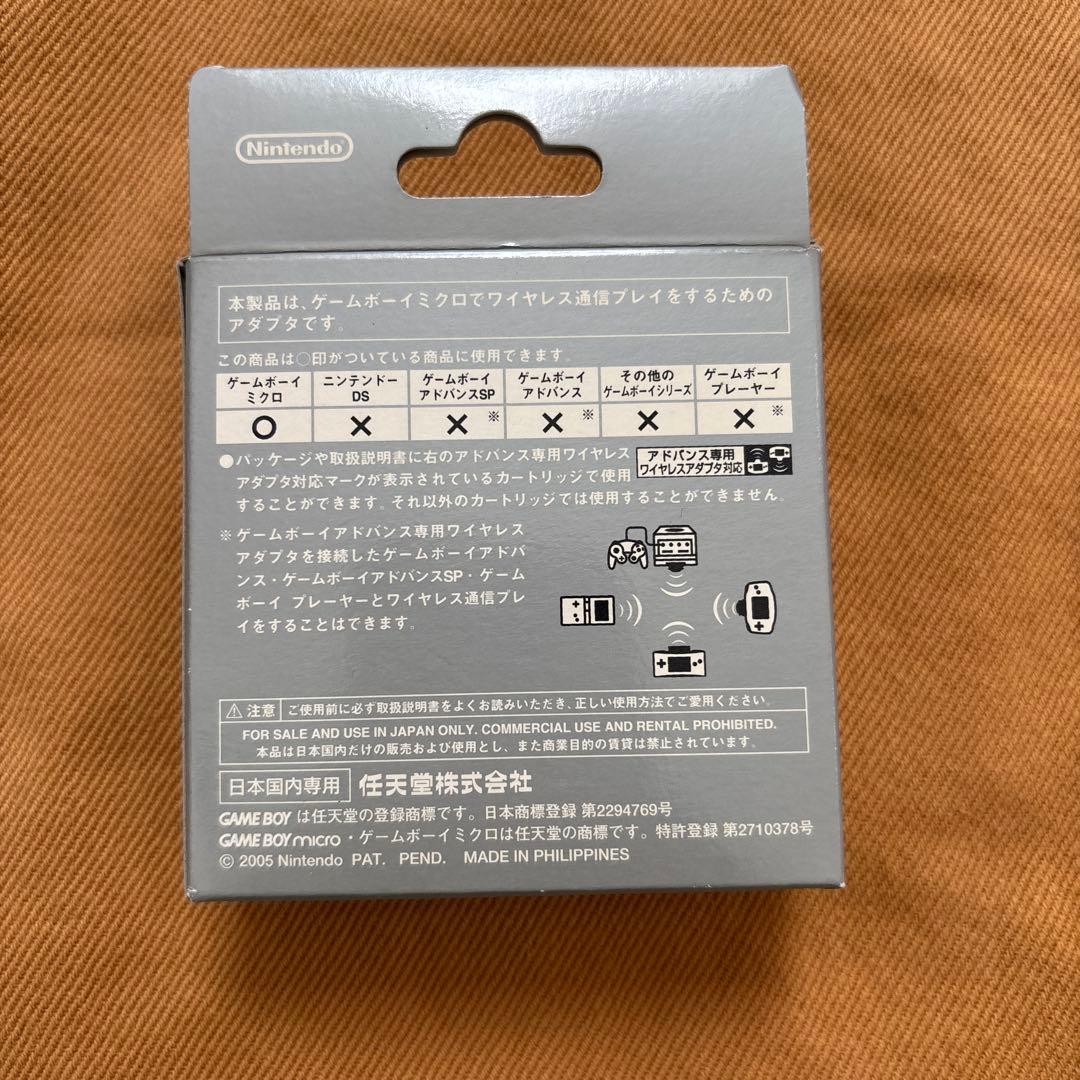 Nintendo
本製品は、ゲームボーイミクロでワイヤレス通信プレイをするための
アダプタです。
この商品は○印がついている商品に使用できます。
ゲームボーイ ミクロ ニンテンドー DS ゲームボーイ アドバンスSP ゲームボーイ アドバンス その他の ゲームボーイシリーズ ゲームボーイ プレーヤー
○ × ×※ ×※ × ×※
●パッケージや取扱説明書に右のアドバンス専用ワイヤレス
アダプタ対応マークが表示されているカートリッジで使用
することができます。それ以外のカートリッジでは使用することができません。
アドバンス専用
ワイヤレスアダプタ対応
※ゲームボーイアドバンス専用ワイヤレス
アダプタを接続したゲームボーイアドバ
ンス・ゲームボーイアドバンスSP・ゲーム
ボーイ プレーヤーとワイヤレス通信プレ
イをすることはできます。
⚠注意 ご使用前に必ず取扱説明書をよくお読みいただき、正しい使用方法でご愛用ください。
FOR SALE AND USE IN JAPAN ONLY. COMMERCIAL USE AND RENTAL PROHIBITED.
本品は日本国内だけの販売および使用とし、また商業目的の賃貸は禁止されています。
日本国内専用 任天堂株式会社
GAME BOY は任天堂の登録商標です。日本商標登録 第2294769号
GAME BOY micro・ゲームボーイミクロは任天堂の商標です。特許登録 第2710378号
© 2005 Nintendo PAT. PEND. MADE IN PHILIPPINES